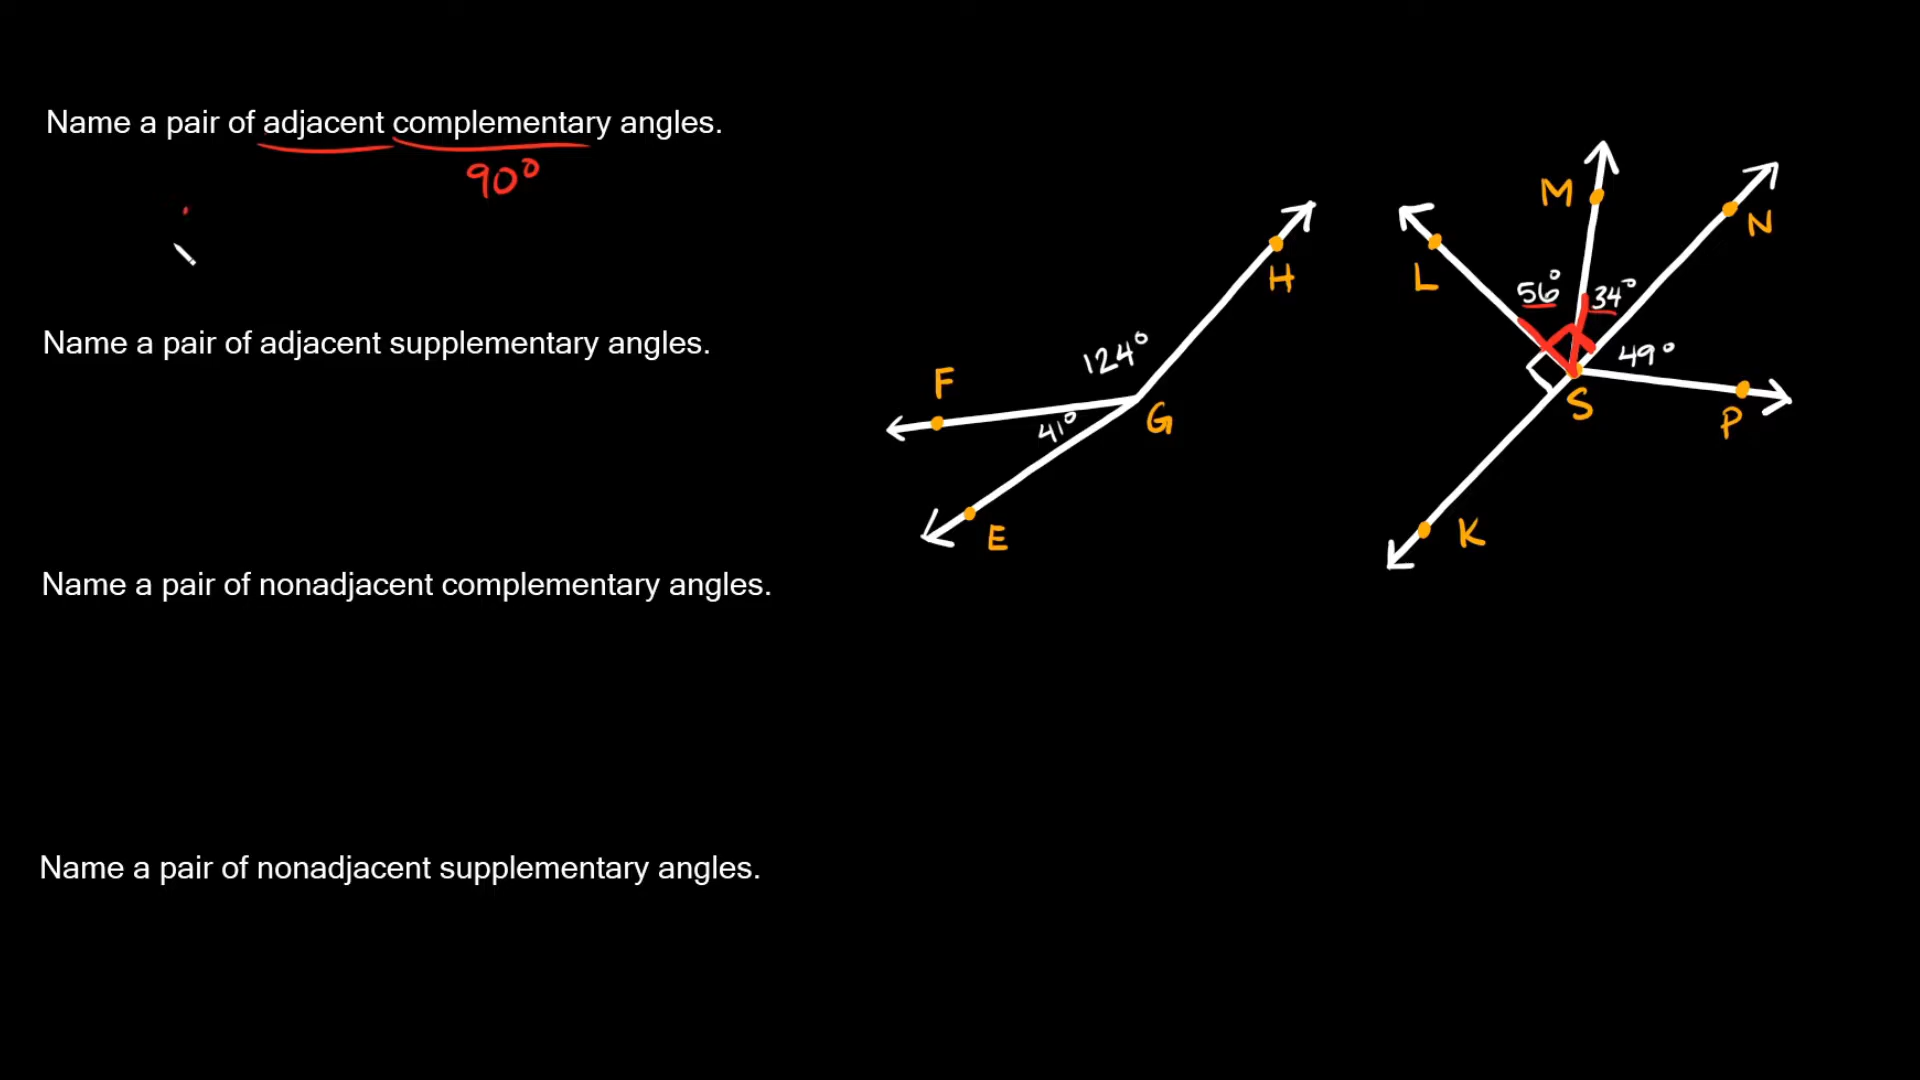 Name a pair of adjacent complementary angles.
90°
Name a pair of adjacent supplementary angles.
Name a pair of nonadjacent complementary angles.
Name a pair of nonadjacent supplementary angles.
H
124°
F
41°
G
E
M
N
L
56°
34°
49°
S
P
K